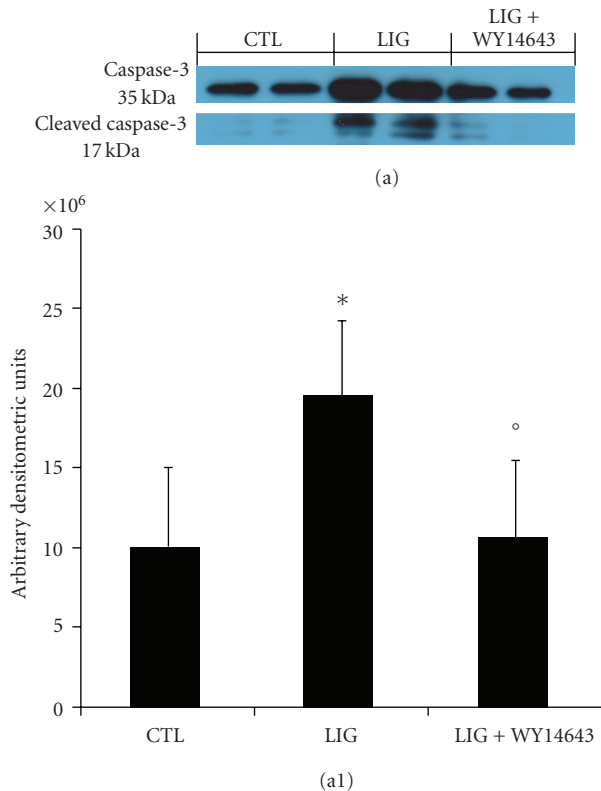 CTL
LIG
LIG +
WY14643
Caspase-3
35 kDa
Cleaved caspase-3
17 kDa
(a)
×10⁶
30
25
20
15
10
5
0
Arbitrary densitometric units
*
°
CTL
LIG
LIG + WY14643
(a1)